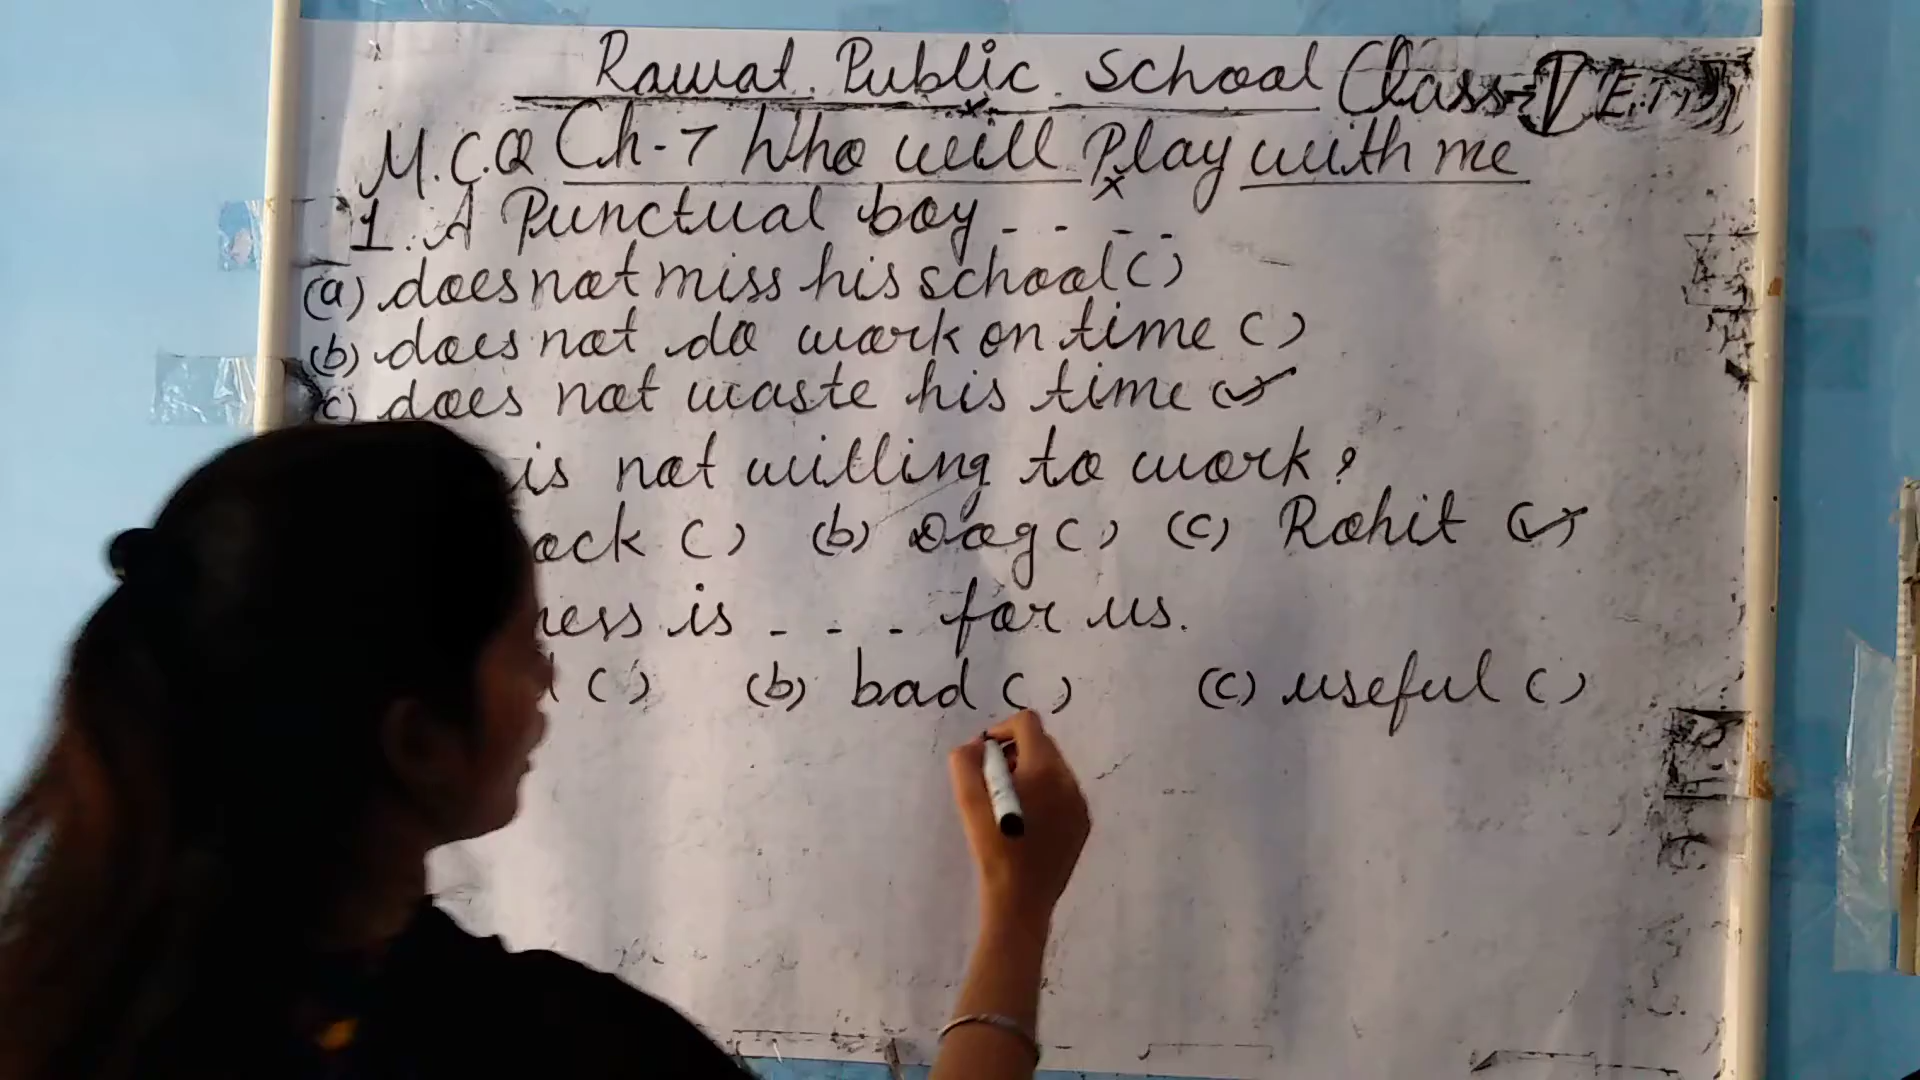 Rawat Public School Class-V
M.C.Q Ch-7 Who will Play with me
1. A Punctual boy - - - -
(a) does not miss his school ( )
(b) does not do work on time ( )
(c) does not waste his time (✓)
is not willing to work?
ock ( ) (b) Dog ( ) (c) Rohit (✓)
ness is - - - for us.
( ) (b) bad ( ) (c) useful ( )